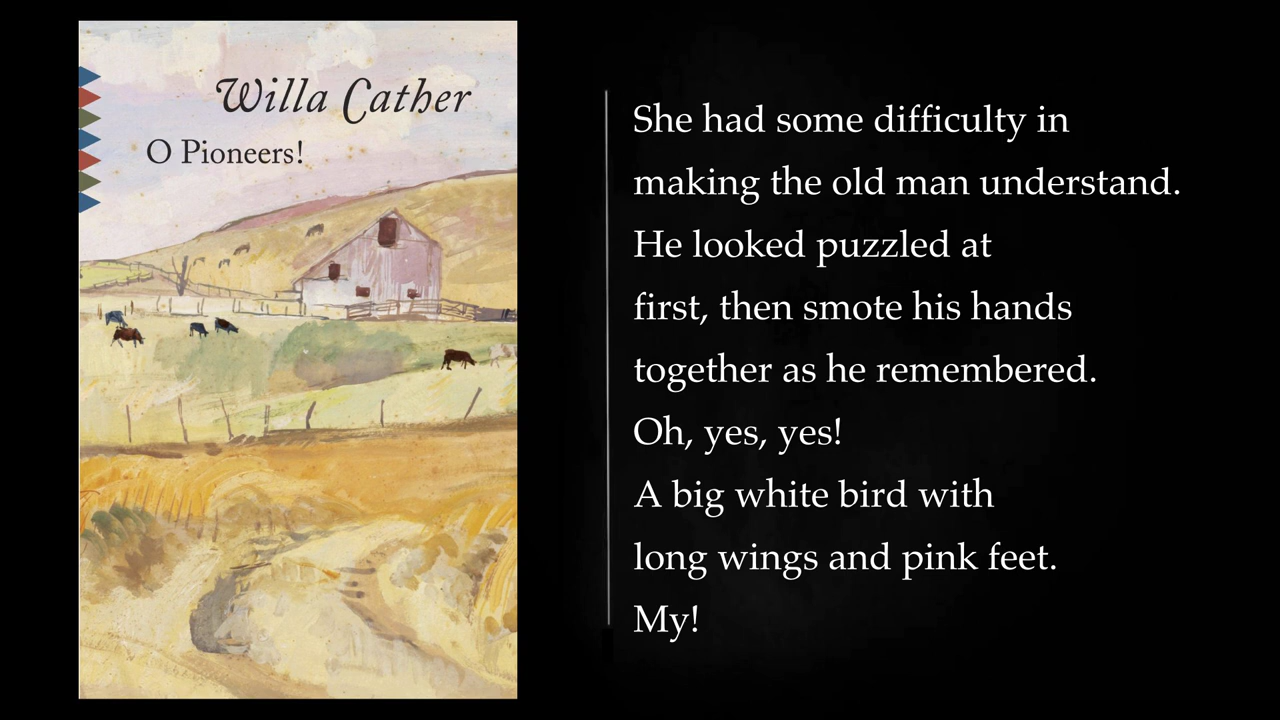 Willa Cather
O Pioneers!
She had some difficulty in
making the old man understand.
He looked puzzled at
first, then smote his hands
together as he remembered.
Oh, yes, yes!
A big white bird with
long wings and pink feet.
My!